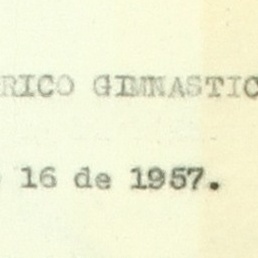 RICO GIMNASTIC
16 de 1957.